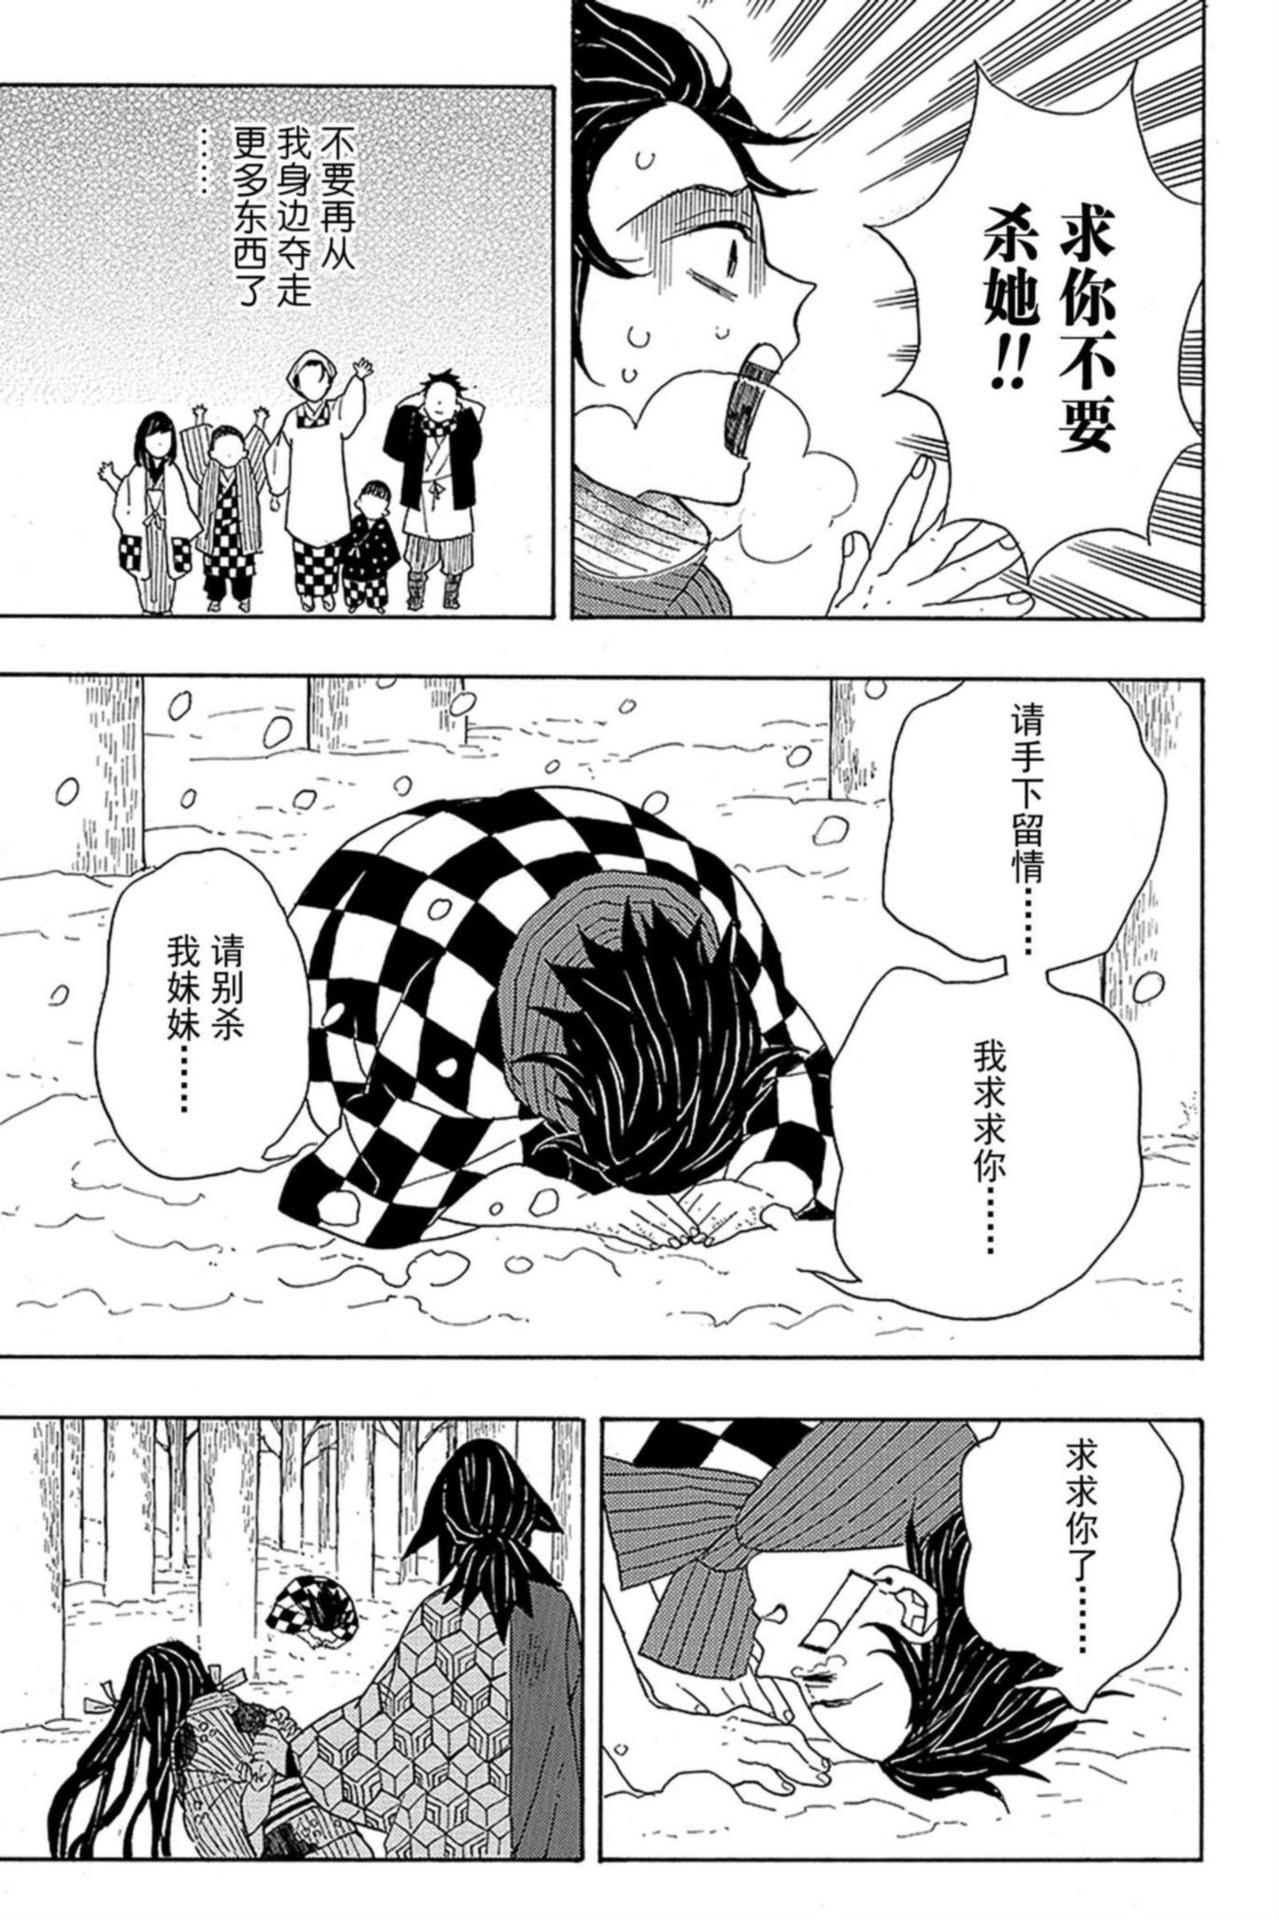 求你不要
杀她!!
不要再从
我身边夺走
更多东西了
……
请手下留情……
我求求你……
请别杀
我妹妹……
求求你了……